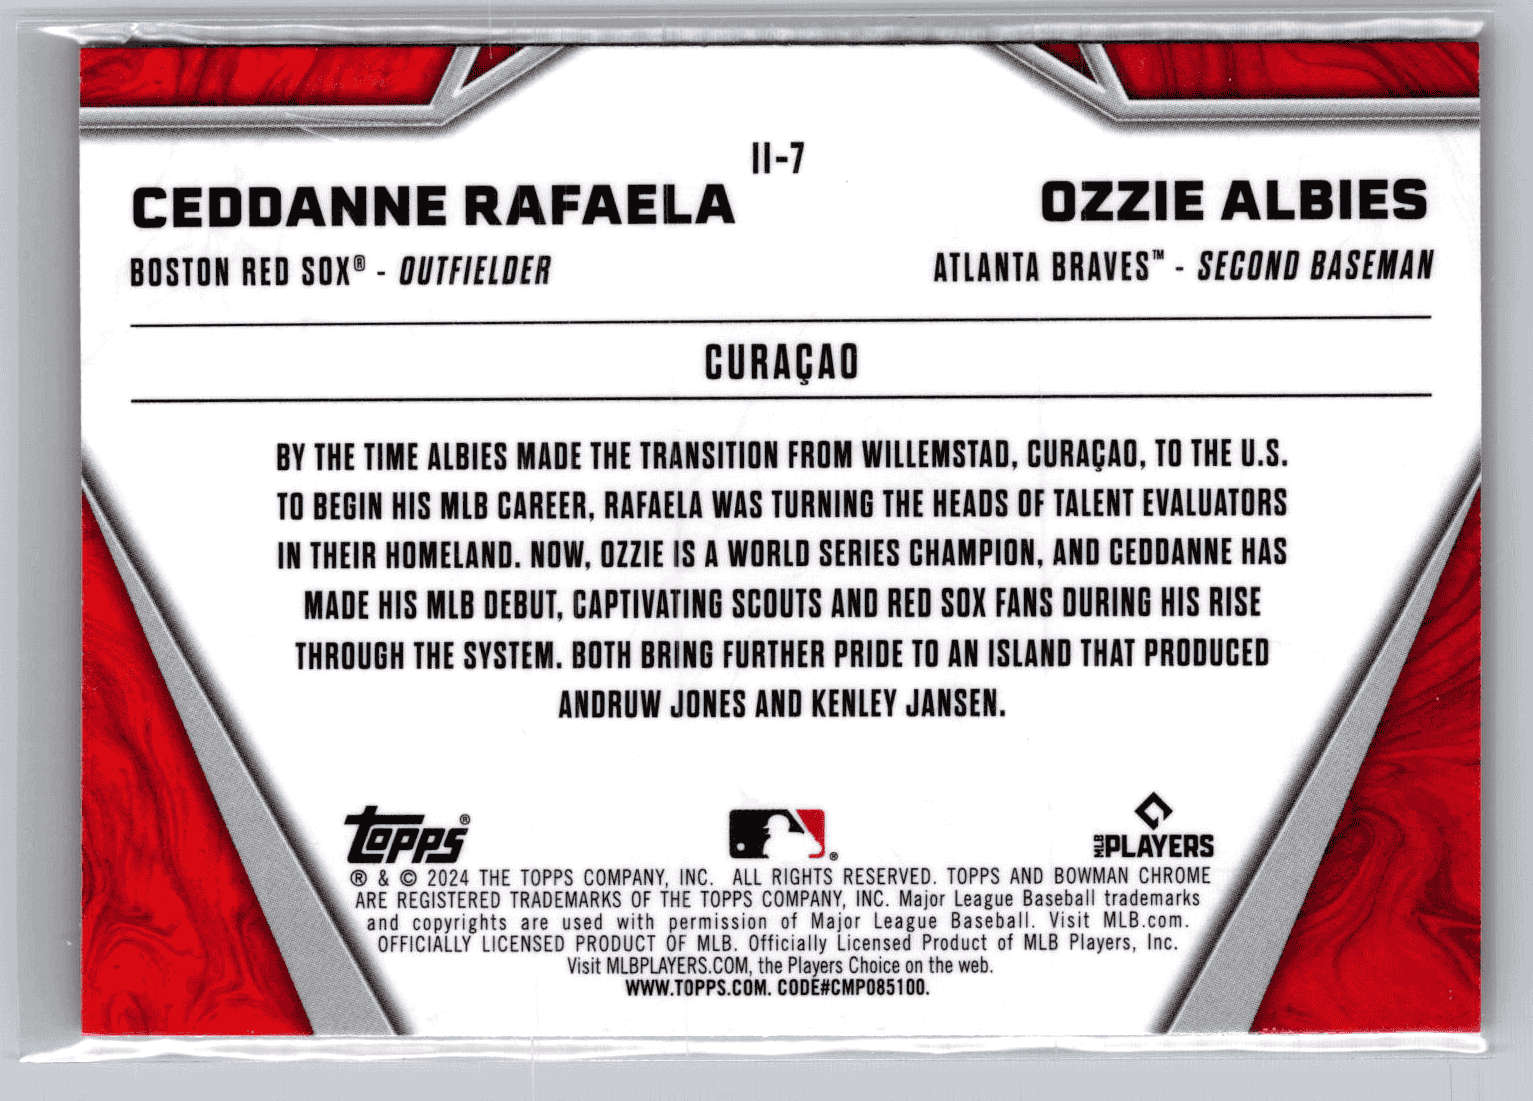 II-7
CEDDANNE RAFAELA
OZZIE ALBIES
BOSTON RED SOX® - OUTFIELDER
ATLANTA BRAVES™ - SECOND BASEMAN
CURAÇAO
BY THE TIME ALBIES MADE THE TRANSITION FROM WILLEMSTAD, CURAÇAO, TO THE U.S.
TO BEGIN HIS MLB CAREER, RAFAELA WAS TURNING THE HEADS OF TALENT EVALUATORS
IN THEIR HOMELAND. NOW, OZZIE IS A WORLD SERIES CHAMPION, AND CEDDANNE HAS
MADE HIS MLB DEBUT, CAPTIVATING SCOUTS AND RED SOX FANS DURING HIS RISE
THROUGH THE SYSTEM. BOTH BRING FURTHER PRIDE TO AN ISLAND THAT PRODUCED
ANDRUW JONES AND KENLEY JANSEN.
Topps®
®
MLB PLAYERS
® & © 2024 THE TOPPS COMPANY, INC. ALL RIGHTS RESERVED. TOPPS AND BOWMAN CHROME
ARE REGISTERED TRADEMARKS OF THE TOPPS COMPANY, INC. Major League Baseball trademarks
and copyrights are used with permission of Major League Baseball. Visit MLB.com.
OFFICIALLY LICENSED PRODUCT OF MLB. Officially Licensed Product of MLB Players, Inc.
Visit MLBPLAYERS.COM, the Players Choice on the web.
WWW.TOPPS.COM. CODE#CMP085100.